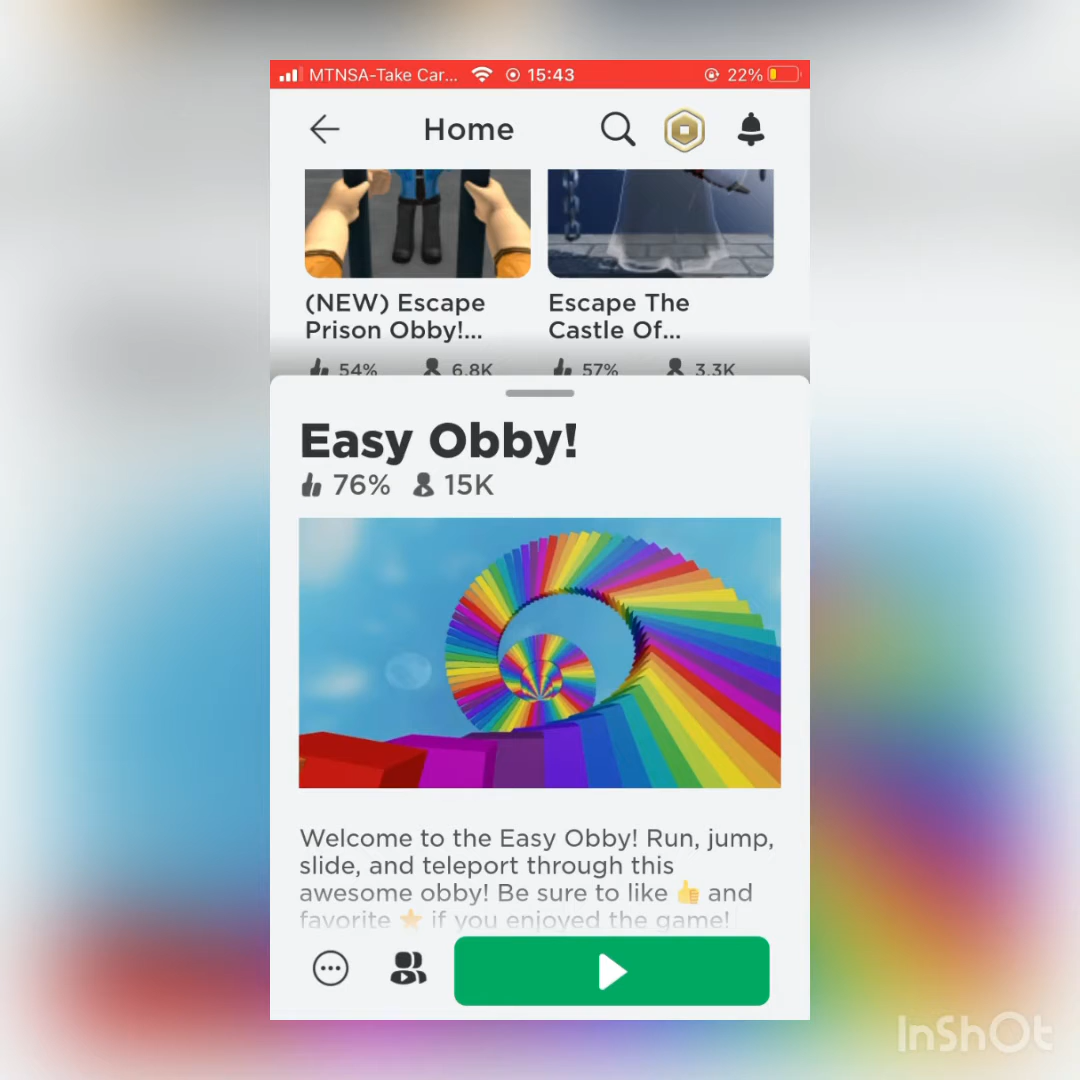 MTNSA-Take Car... 15:43 22%
Home
(NEW) Escape
Prison Obby!...
Escape The
Castle Of...
54% 6.8K 57% 3.3K
Easy Obby!
76% 15K
Welcome to the Easy Obby! Run, jump,
slide, and teleport through this
awesome obby! Be sure to like 👍 and
favorite ⭐ if you enjoyed the game!
InShOt